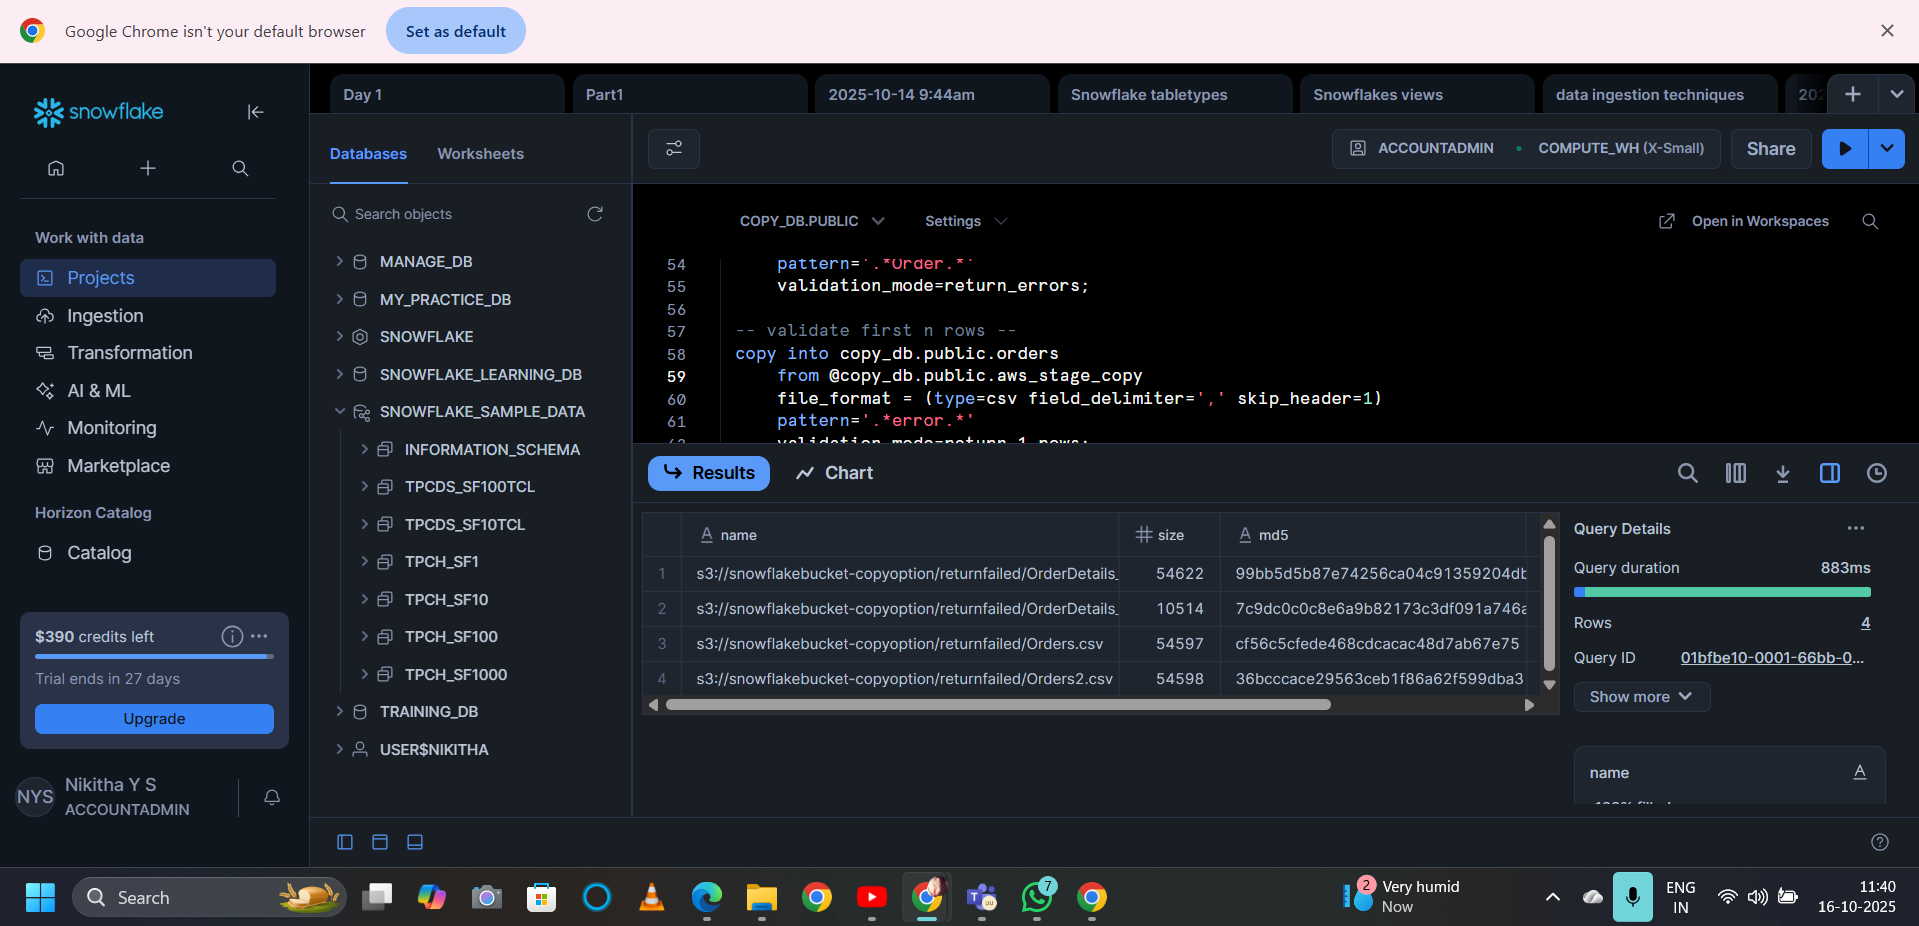 Google Chrome isn't your default browser
Set as default
snowflake
Work with data
Projects
Ingestion
Transformation
AI & ML
Monitoring
Marketplace
Horizon Catalog
Catalog
$390 credits left
Trial ends in 27 days
Upgrade
NYS
Nikitha Y S
ACCOUNTADMIN
Day 1
Part1
2025-10-14 9:44am
Snowflake tabletypes
Snowflakes views
data ingestion techniques
Databases
Worksheets
Search objects
MANAGE_DB
MY_PRACTICE_DB
SNOWFLAKE
SNOWFLAKE_LEARNING_DB
SNOWFLAKE_SAMPLE_DATA
INFORMATION_SCHEMA
TPCDS_SF100TCL
TPCDS_SF10TCL
TPCH_SF1
TPCH_SF10
TPCH_SF100
TPCH_SF1000
TRAINING_DB
USER$NIKITHA
ACCOUNTADMIN
COMPUTE_WH (X-Small)
Share
COPY_DB.PUBLIC
Settings
Open in Workspaces
54 pattern='.*Order.*'
55 validation_mode=return_errors;
56
57 -- validate first n rows --
58 copy into copy_db.public.orders
59 from @copy_db.public.aws_stage_copy
60 file_format = (type=csv field_delimiter=',' skip_header=1)
61 pattern='.*error.*'
62 validation_mode=return_1_rows;
Results
Chart
name size md5
1 s3://snowflakebucket-copyoption/returnfailed/OrderDetails_ 54622 99bb5d5b87e74256ca04c91359204db
2 s3://snowflakebucket-copyoption/returnfailed/OrderDetails_ 10514 7c9dc0c0c8e6a9b82173c3df091a746a
3 s3://snowflakebucket-copyoption/returnfailed/Orders.csv 54597 cf56c5cfede468cdcacac48d7ab67e75
4 s3://snowflakebucket-copyoption/returnfailed/Orders2.csv 54598 36bcccace29563ceb1f86a62f599dba3
Query Details
Query duration 883ms
Rows 4
Query ID 01bfbe10-0001-66bb-0...
Show more
name
Search
7
2
Very humid
Now
ENG
IN
11:40
16-10-2025